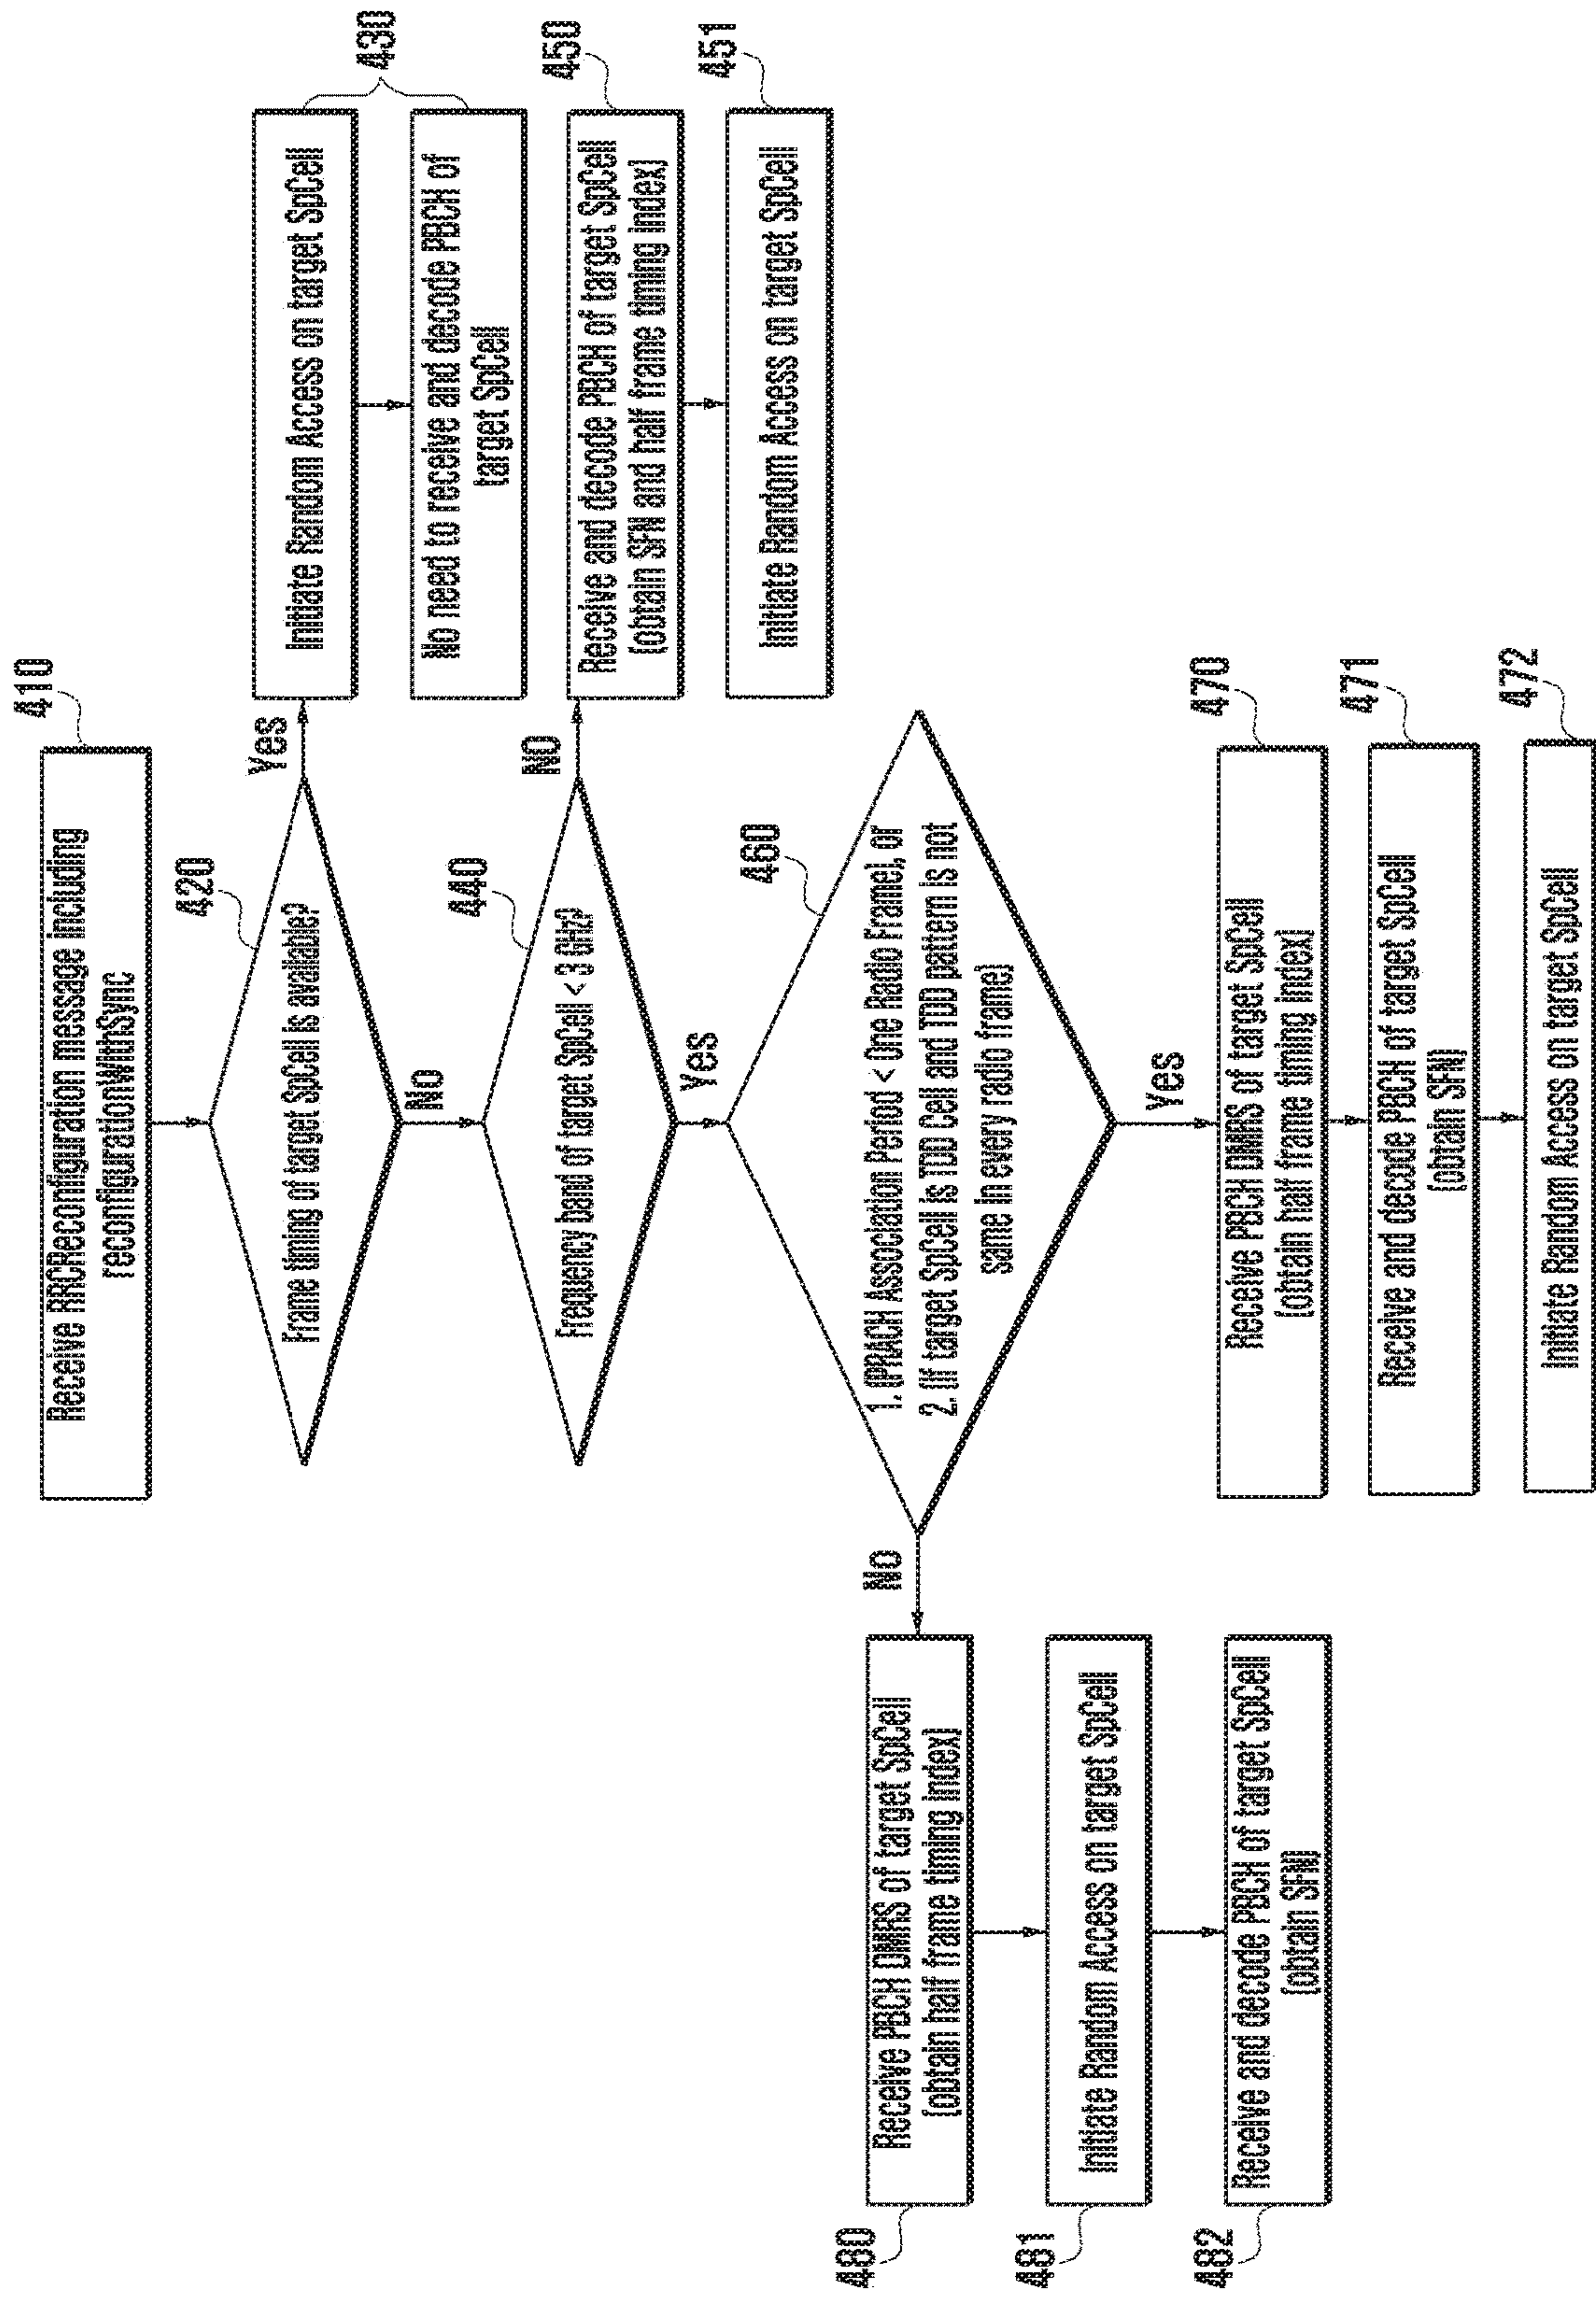 410
Receive RRCReconfiguration message including
reconfigurationWithSync
420
Frame timing of target SpCell is available?
Yes
No
430
Initiate Random Access on target SpCell
No need to receive and decode PBCH of
target SpCell
440
Frequency band of target SpCell < 3 GHz?
NO
Yes
450
Receive and decode PBCH of target SpCell
(obtain SFN and half frame timing index)
451
Initiate Random Access on target SpCell
460
1. (PRACH Association Period < One Radio Frame), or
2. (If target SpCell is TDD Cell and TDD pattern is not
same in every radio frame)
No
Yes
480
Receive PBCH DMRS of target SpCell
(obtain half frame timing index)
481
Initiate Random Access on target SpCell
482
Receive and decode PBCH of target SpCell
(obtain SFN)
470
Receive PBCH DMRS of target SpCell
(obtain half frame timing index)
471
Receive and decode PBCH of target SpCell
(obtain SFN)
472
Initiate Random Access on target SpCell